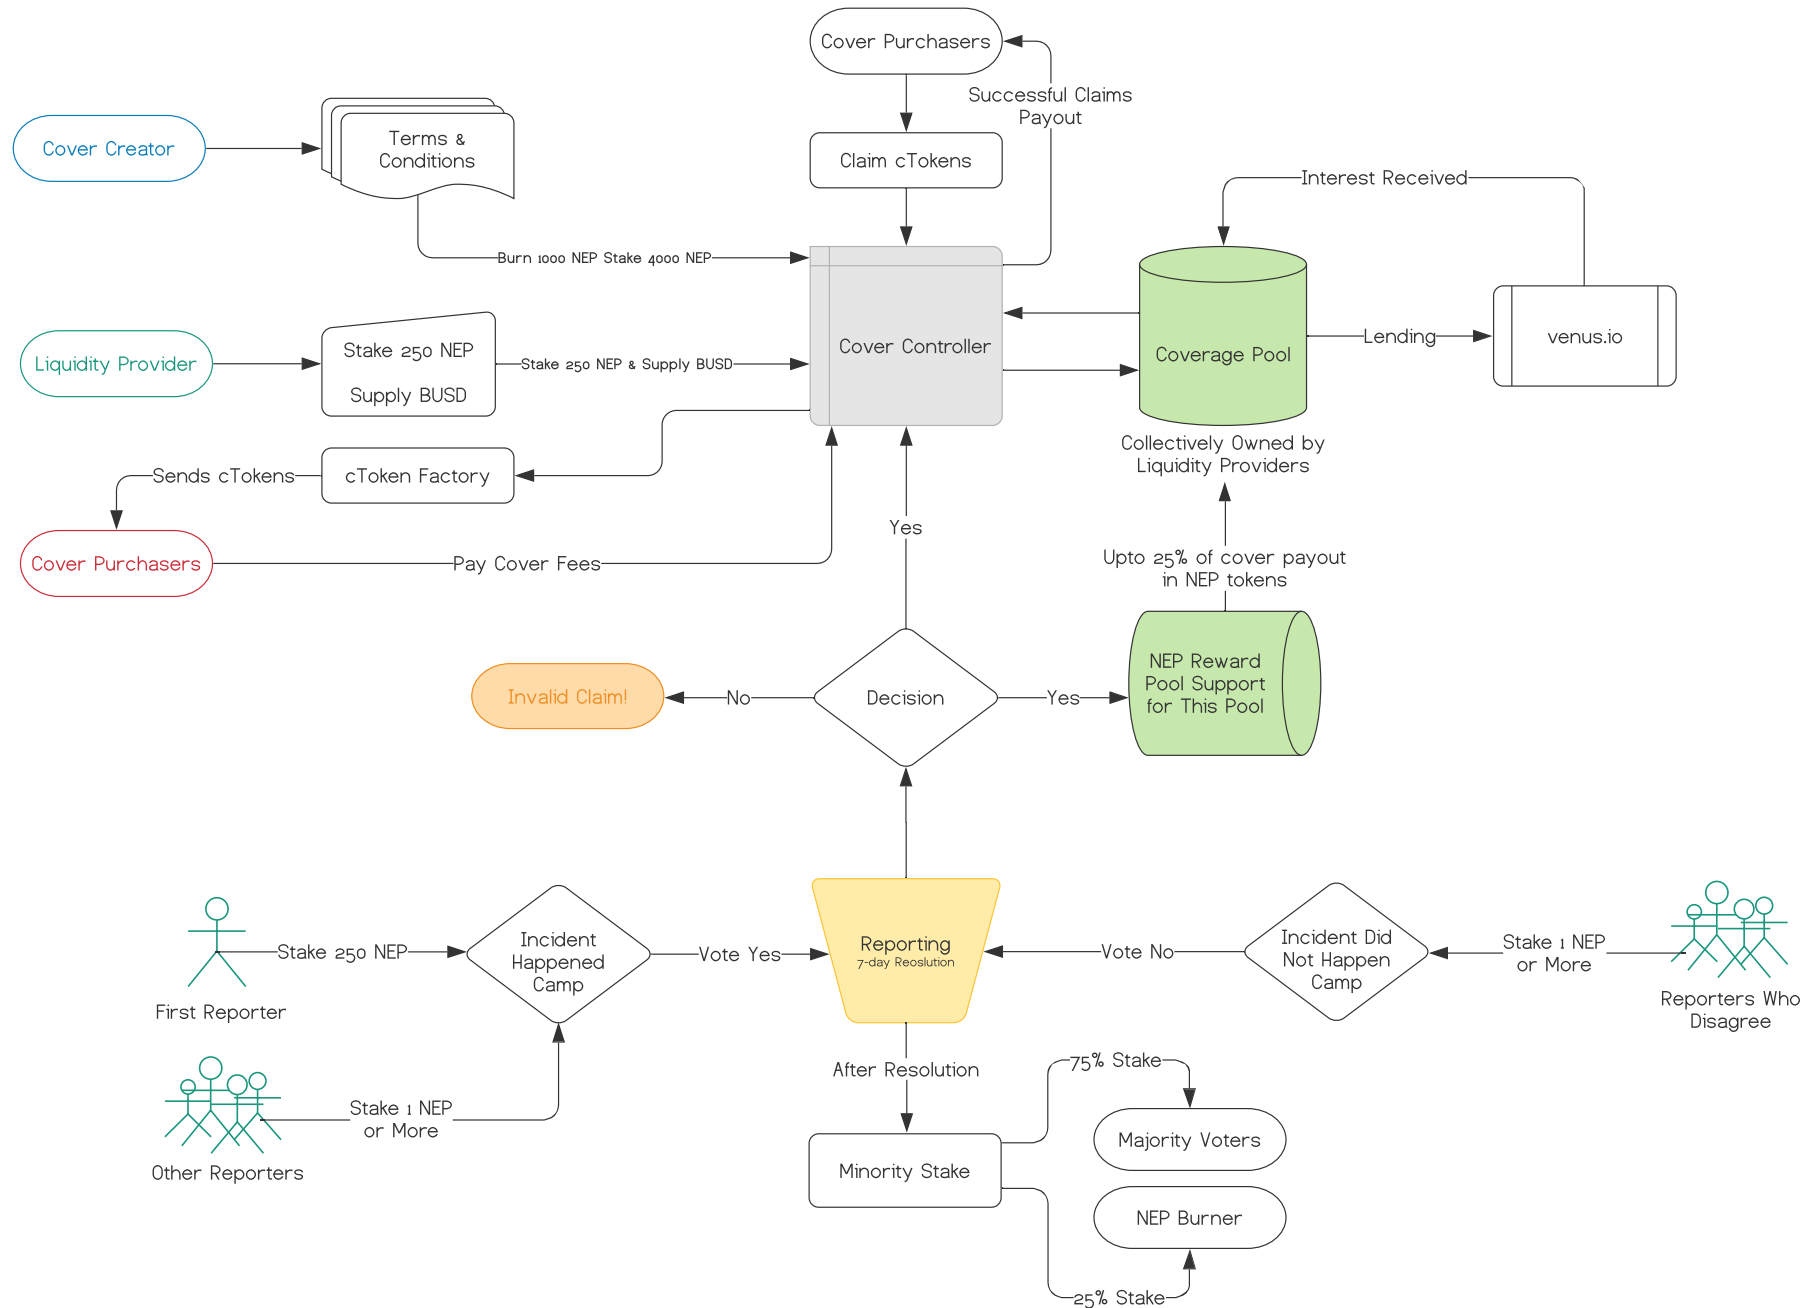 Cover Purchasers
Successful Claims
Payout
Cover Creator
Terms &
Conditions
Claim cTokens
Interest Received
Burn 1000 NEP Stake 4000 NEP
Liquidity Provider
Stake 250 NEP
Supply BUSD
Stake 250 NEP & Supply BUSD
Cover Controller
Coverage Pool
Lending
venus.io
Collectively Owned by
Liquidity Providers
Sends cTokens
cToken Factory
Cover Purchasers
Pay Cover Fees
Yes
Upto 25% of cover payout
in NEP tokens
Invalid Claim!
No
Decision
Yes
NEP Reward
Pool Support
for This Pool
Stake 250 NEP
First Reporter
Incident
Happened
Camp
Vote Yes
Reporting
7-day Reoslution
Vote No
Incident Did
Not Happen
Camp
Stake 1 NEP
or More
Reporters Who
Disagree
Stake 1 NEP
or More
Other Reporters
After Resolution
75% Stake
Majority Voters
Minority Stake
NEP Burner
25% Stake